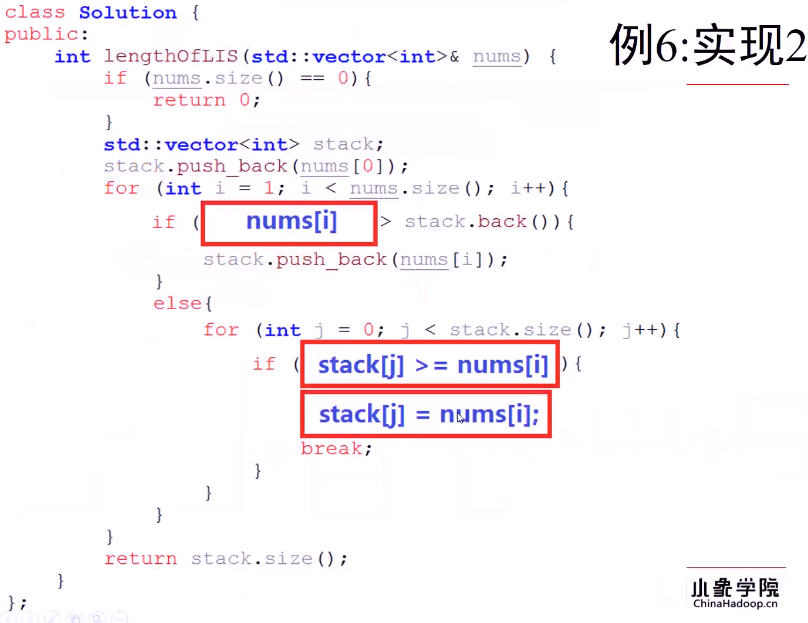 例6:实现2
class Solution {
public:
    int lengthOfLIS(std::vector<int>& nums) {
        if (nums.size() == 0){
            return 0;
        }
        std::vector<int> stack;
        stack.push_back(nums[0]);
        for (int i = 1; i < nums.size(); i++){
            if ( nums[i] > stack.back()){
                stack.push_back(nums[i]);
            }
            else{
                for (int j = 0; j < stack.size(); j++){
                    if ( stack[j] >= nums[i] ){
                        stack[j] = nums[i];
                        break;
                    }
                }
            }
        }
        return stack.size();
    }
};
小象学院
ChinaHadoop.cn